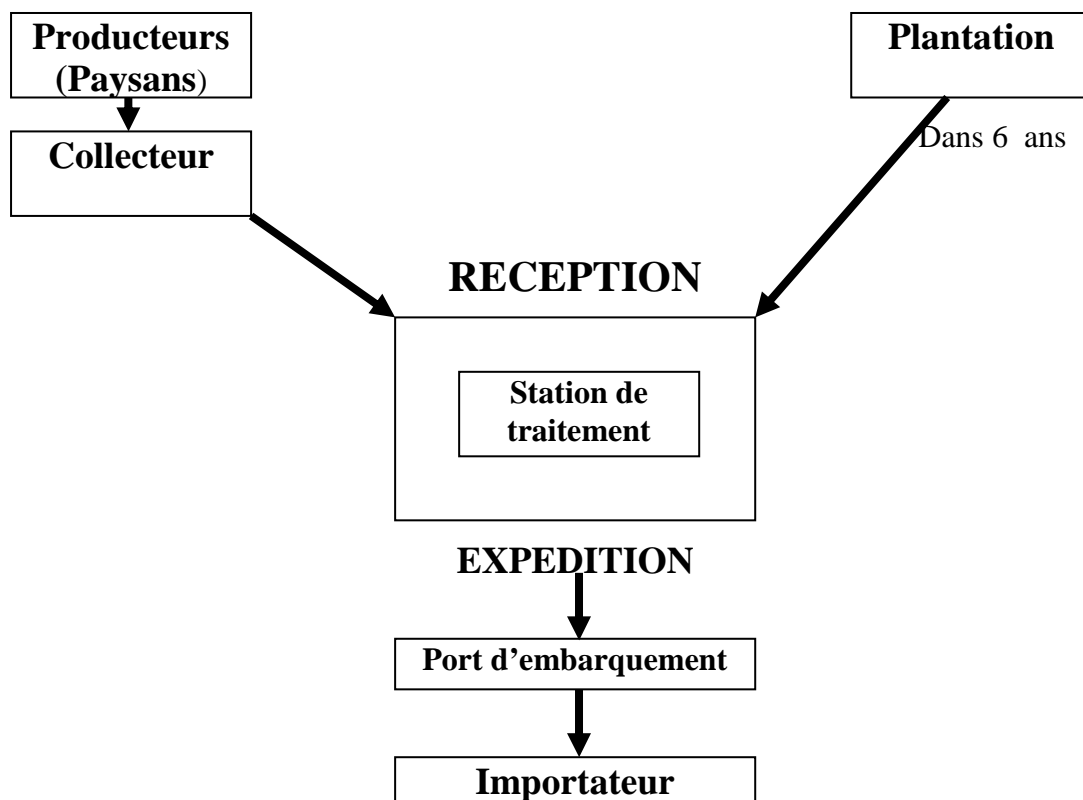 Producteurs
(Paysans)
Plantation
Collecteur
Dans 6 ans
RECEPTION
Station de
traitement
EXPEDITION
Port d’embarquement
Importateur